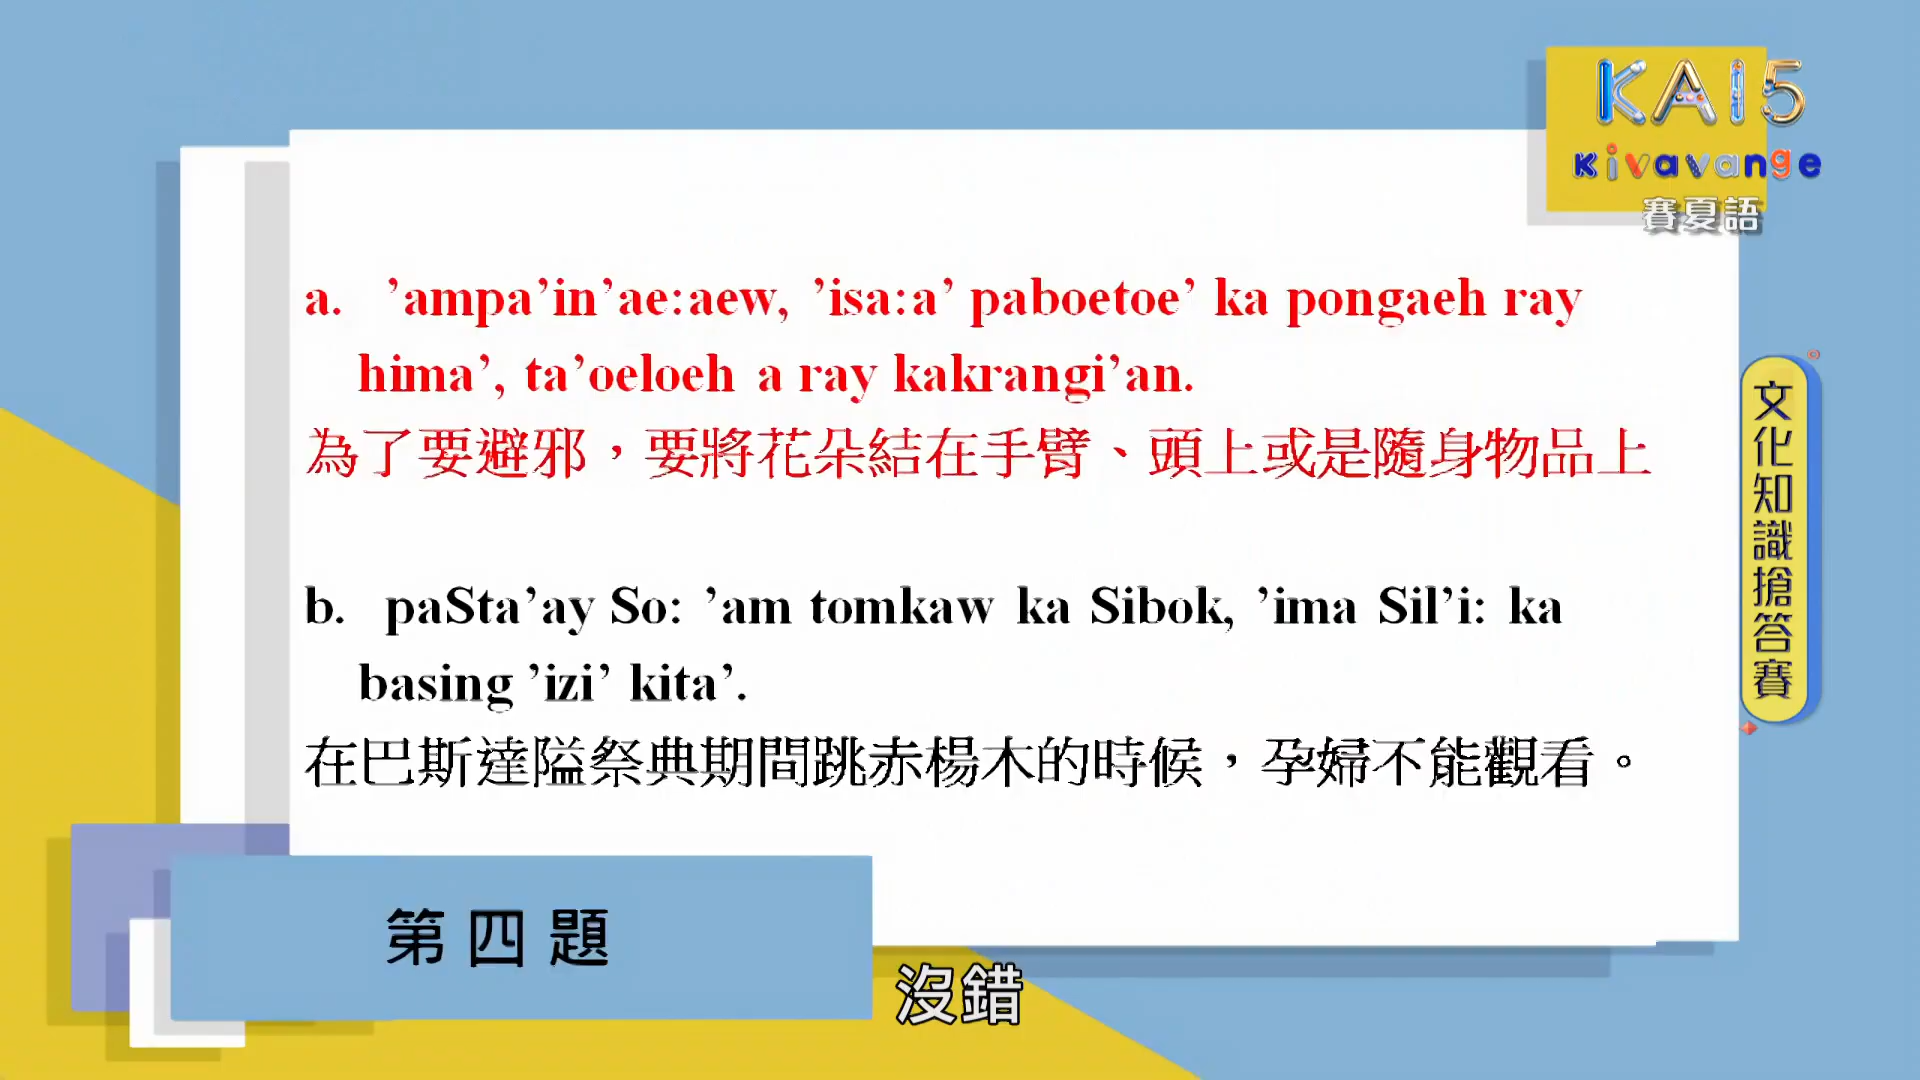 KAI5
kivavange
賽夏語
a. ’ampa’in’ae:aew, ’isa:a’ paboetoe’ ka pongaeh ray
hima’, ta’oeloeh a ray kakrangi’an.
為了要避邪，要將花朵結在手臂、頭上或是隨身物品上
b. paSta’ay So: ’am tomkaw ka Sibok, ’ima Sil’i: ka
basing ’izi’ kita’.
在巴斯達隘祭典期間跳赤楊木的時候，孕婦不能觀看。
文化知識搶答賽
第四題
沒錯